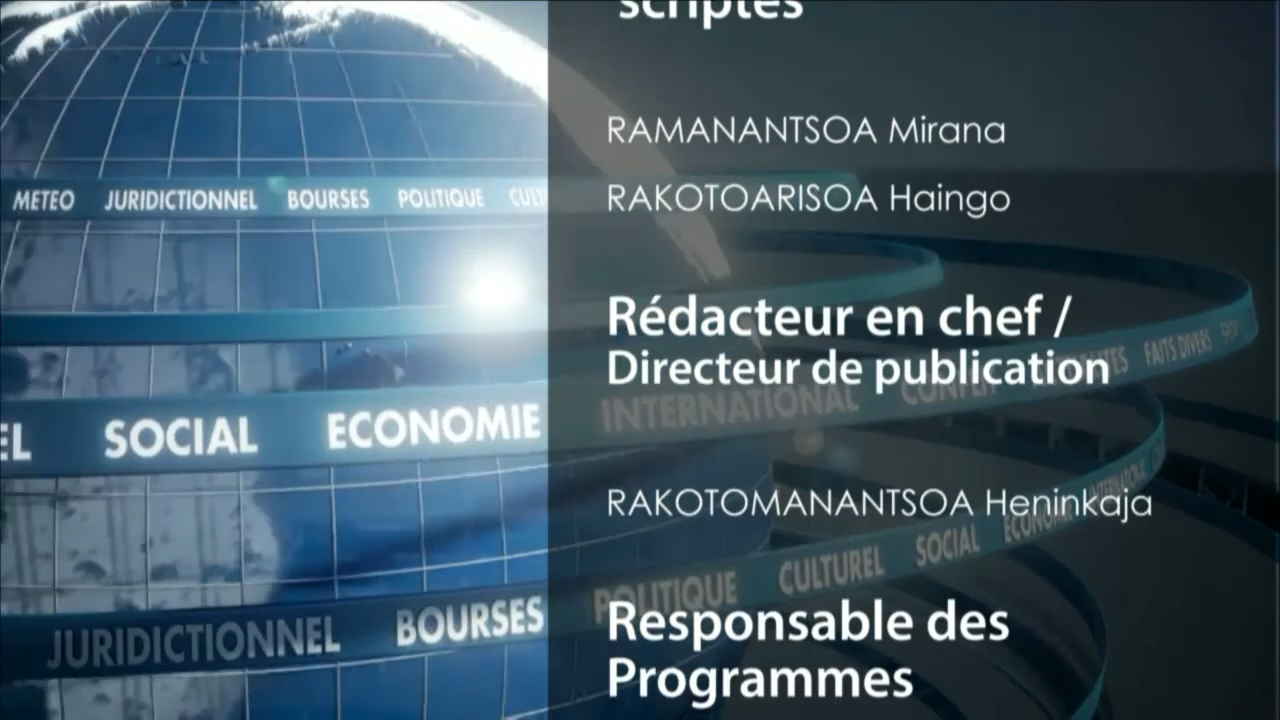 scriptes
RAMANANTSOA Mirana
METEO JURIDICTIONNEL BOURSES POLITIQUE
RAKOTOARISOA Haingo
Rédacteur en chef /
Directeur de publication
FAITS DIVERS
INTERNATIONAL
SOCIAL ECONOMIE
RAKOTOMANANTSOA Heninkaja
POLITIQUE CULTUREL SOCIAL
JURIDICTIONNEL BOURSES
Responsable des
Programmes